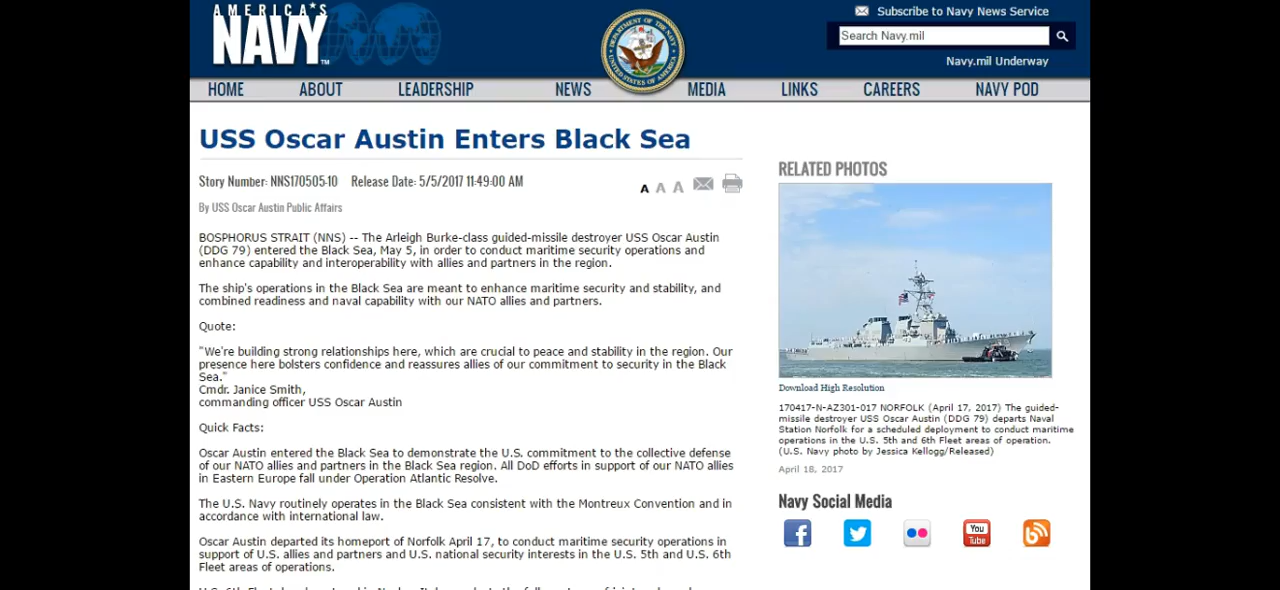 AMERICA★S
NAVY™
Subscribe to Navy News Service
Search Navy.mil
Navy.mil Underway
HOME ABOUT LEADERSHIP NEWS MEDIA LINKS CAREERS NAVY POD
USS Oscar Austin Enters Black Sea
Story Number: NNS170505-10 Release Date: 5/5/2017 11:49:00 AM
A A A
By USS Oscar Austin Public Affairs
BOSPHORUS STRAIT (NNS) -- The Arleigh Burke-class guided-missile destroyer USS Oscar Austin
(DDG 79) entered the Black Sea, May 5, in order to conduct maritime security operations and
enhance capability and interoperability with allies and partners in the region.
The ship's operations in the Black Sea are meant to enhance maritime security and stability, and
combined readiness and naval capability with our NATO allies and partners.
Quote:
"We're building strong relationships here, which are crucial to peace and stability in the region. Our
presence here bolsters confidence and reassures allies of our commitment to security in the Black
Sea."
Cmdr. Janice Smith,
commanding officer USS Oscar Austin
Quick Facts:
Oscar Austin entered the Black Sea to demonstrate the U.S. commitment to the collective defense
of our NATO allies and partners in the Black Sea region. All DoD efforts in support of our NATO allies
in Eastern Europe fall under Operation Atlantic Resolve.
The U.S. Navy routinely operates in the Black Sea consistent with the Montreux Convention and in
accordance with international law.
Oscar Austin departed its homeport of Norfolk April 17, to conduct maritime security operations in
support of U.S. allies and partners and U.S. national security interests in the U.S. 5th and U.S. 6th
Fleet areas of operations.
RELATED PHOTOS
Download High Resolution
170417-N-AZ301-017 NORFOLK (April 17, 2017) The guided-
missile destroyer USS Oscar Austin (DDG 79) departs Naval
Station Norfolk for a scheduled deployment to conduct maritime
operations in the U.S. 5th and 6th Fleet areas of operation.
(U.S. Navy photo by Jessica Kellogg/Released)
April 18, 2017
Navy Social Media
You
Tube
DEPARTMENT OF THE NAVY
UNITED STATES OF AMERICA